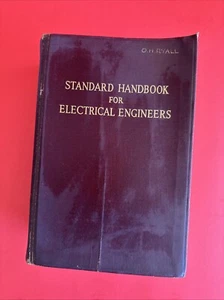 O.H. RYALL
STANDARD HANDBOOK
FOR
ELECTRICAL ENGINEERS